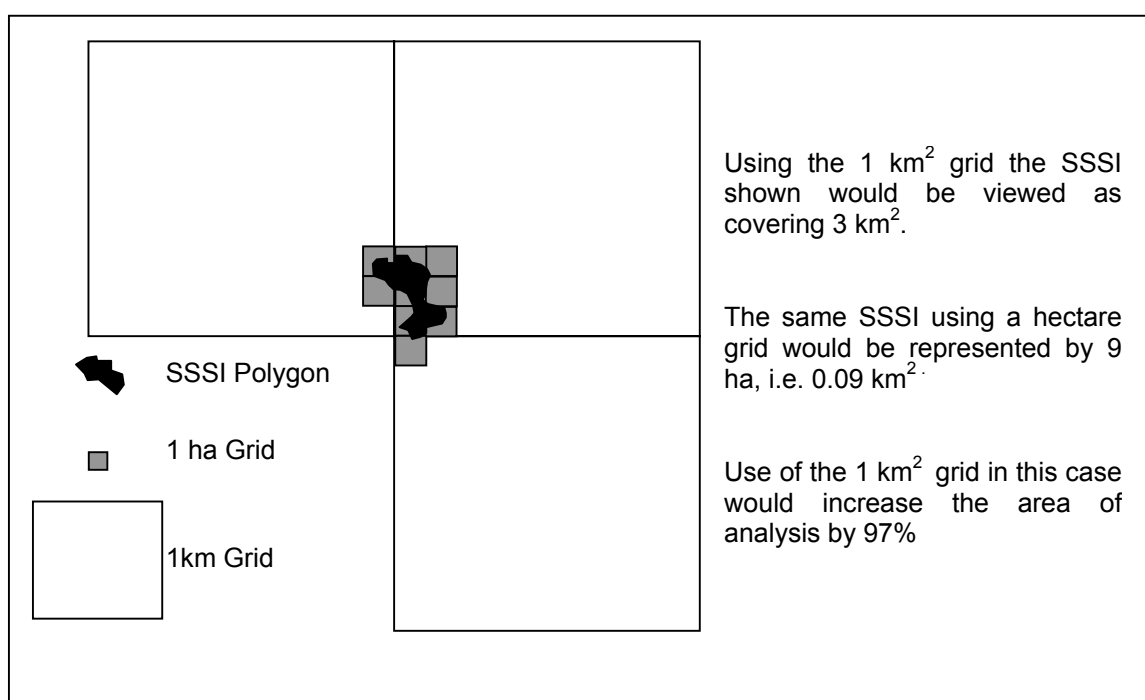 Using the 1 km² grid the SSSI
shown would be viewed as
covering 3 km².
The same SSSI using a hectare
grid would be represented by 9
ha, i.e. 0.09 km² .
Use of the 1 km² grid in this case
would increase the area of
analysis by 97%
SSSI Polygon
1 ha Grid
1km Grid